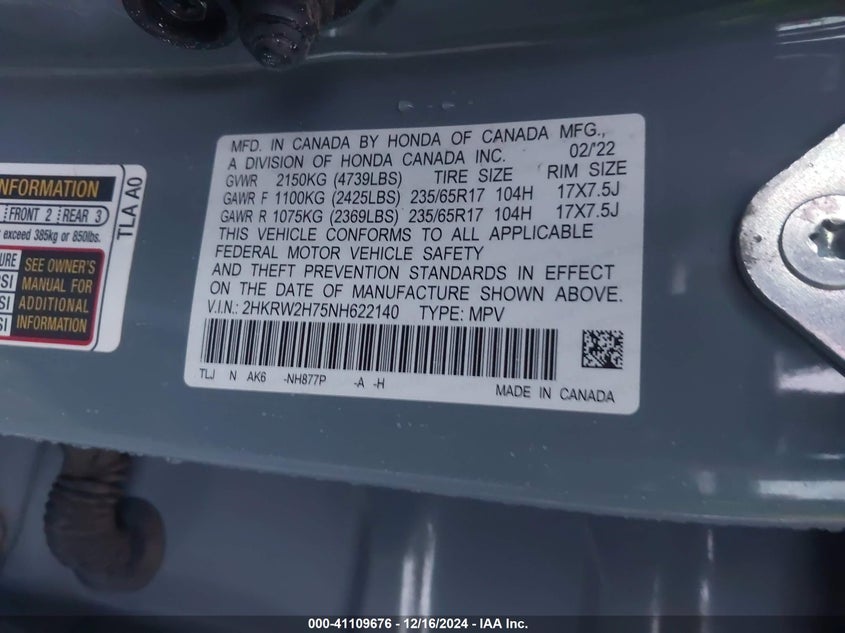 MFD. IN CANADA BY HONDA OF CANADA MFG.,
A DIVISION OF HONDA CANADA INC. 02/'22
GVWR 2150KG (4739LBS) TIRE SIZE RIM SIZE
GAWR F 1100KG (2425LBS) 235/65R17 104H 17X7.5J
GAWR R 1075KG (2369LBS) 235/65R17 104H 17X7.5J
THIS VEHICLE CONFORMS TO ALL APPLICABLE
FEDERAL MOTOR VEHICLE SAFETY
AND THEFT PREVENTION STANDARDS IN EFFECT
ON THE DATE OF MANUFACTURE SHOWN ABOVE.
V.I.N.: 2HKRW2H75NH622140 TYPE: MPV
TLJ N AK6 -NH877P -A -H
MADE IN CANADA
INFORMATION
FRONT 2 REAR 3
exceed 385kg or 850lbs.
SEE OWNER'S
MANUAL FOR
ADDITIONAL
INFORMATION
TLA A0
000-41109676 - 12/16/2024 - IAA Inc.